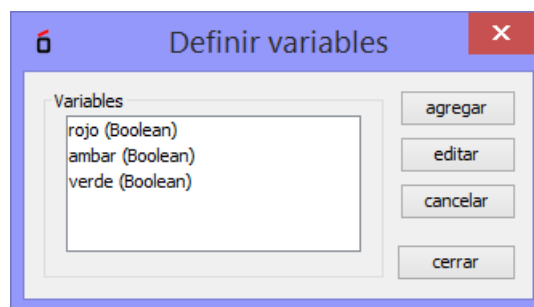 Definir variables
Variables
rojo (Boolean)
ambar (Boolean)
verde (Boolean)
agregar
editar
cancelar
cerrar